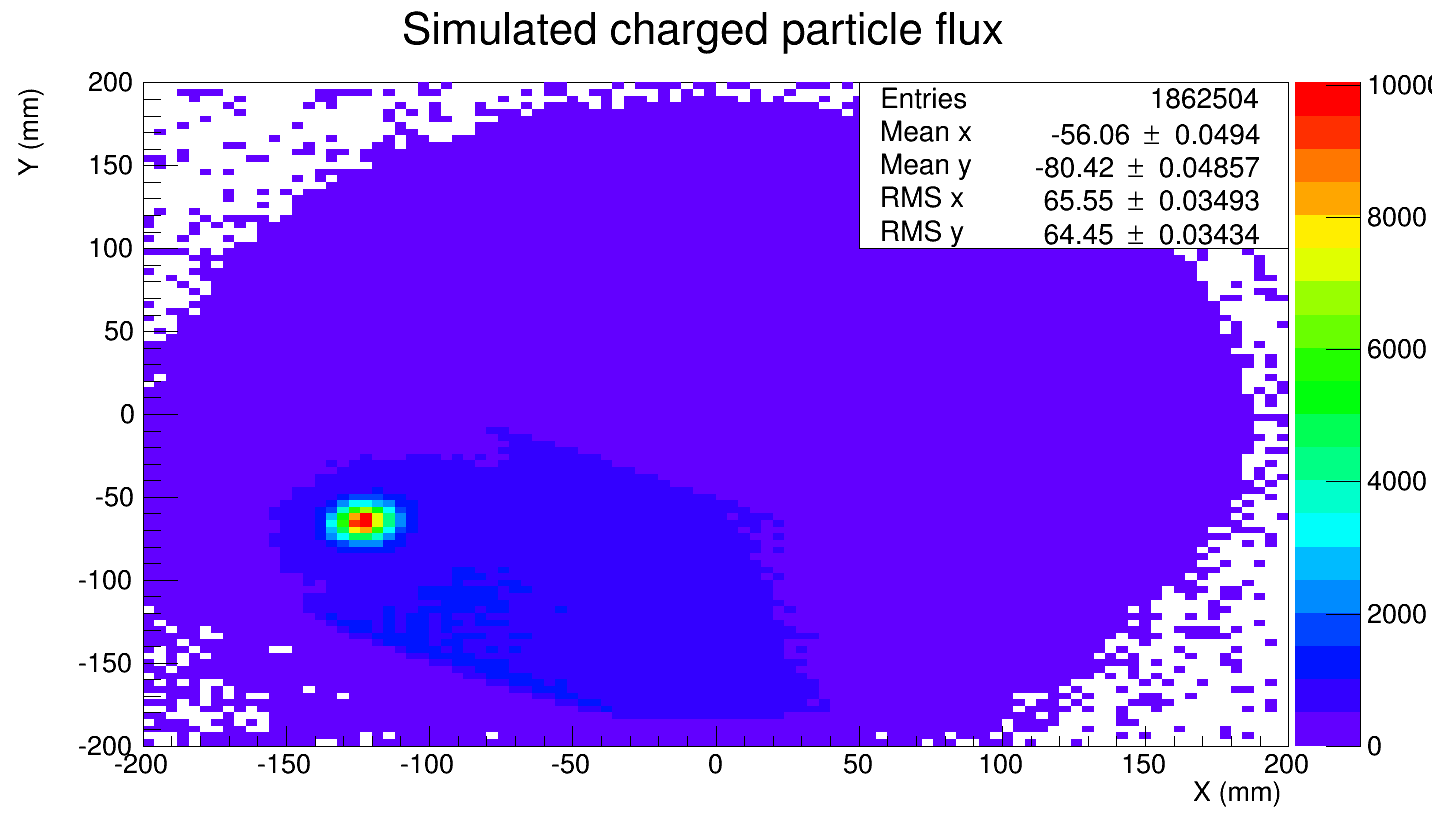 Simulated charged particle flux
Y (mm)
200
150
100
50
0
-50
-100
-150
-200
Entries 1862504
Mean x -56.06 ± 0.0494
Mean y -80.42 ± 0.04857
RMS x 65.55 ± 0.03493
RMS y 64.45 ± 0.03434
10000
8000
6000
4000
2000
0
-200 -150 -100 -50 0 50 100 150 200
X (mm)